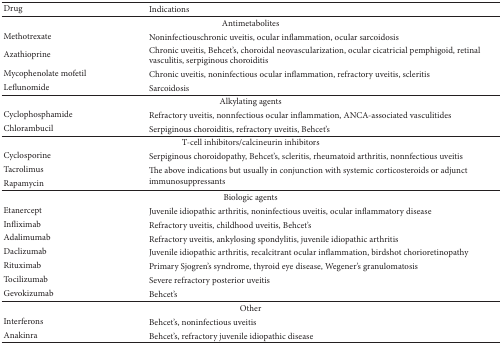 Drug Indications
Antimetabolites
Methotrexate Noninfectiouschronic uveitis, ocular inflammation, ocular sarcoidosis
Azathioprine Chronic uveitis, Behcet's, choroidal neovascularization, ocular cicatricial pemphigoid, retinal
vasculitis, serpiginous choroiditis
Mycophenolate mofetil Chronic uveitis, noninfectious ocular inflammation, refractory uveitis, scleritis
Leflunomide Sarcoidosis
Alkylating agents
Cyclophosphamide Refractory uveitis, nonnfectious ocular inflammation, ANCA-associated vasculitides
Chlorambucil Serpiginous choroiditis, refractory uveitis, Behcet's
T-cell inhibitors/calcineurin inhibitors
Cyclosporine Serpiginous choroidopathy, Behcet's, scleritis, rheumatoid arthritis, nonnfectious uveitis
Tacrolimus The above indications but usually in conjunction with systemic corticosteroids or adjunct
Rapamycin immunosuppressants
Biologic agents
Etanercept Juvenile idiopathic arthritis, noninfectious uveitis, ocular inflammatory disease
Infliximab Refractory uveitis, childhood uveitis, Behcet's
Adalimumab Refractory uveitis, ankylosing spondylitis, juvenile idiopathic arthritis
Daclizumab Juvenile idiopathic arthritis, recalcitrant ocular inflammation, birdshot chorioretinopathy
Rituximab Primary Sjogren's syndrome, thyroid eye disease, Wegener's granulomatosis
Tocilizumab Severe refractory posterior uveitis
Gevokizumab Behcet's
Other
Interferons Behcet's, noninfectious uveitis
Anakinra Behcet's, refractory juvenile idiopathic disease